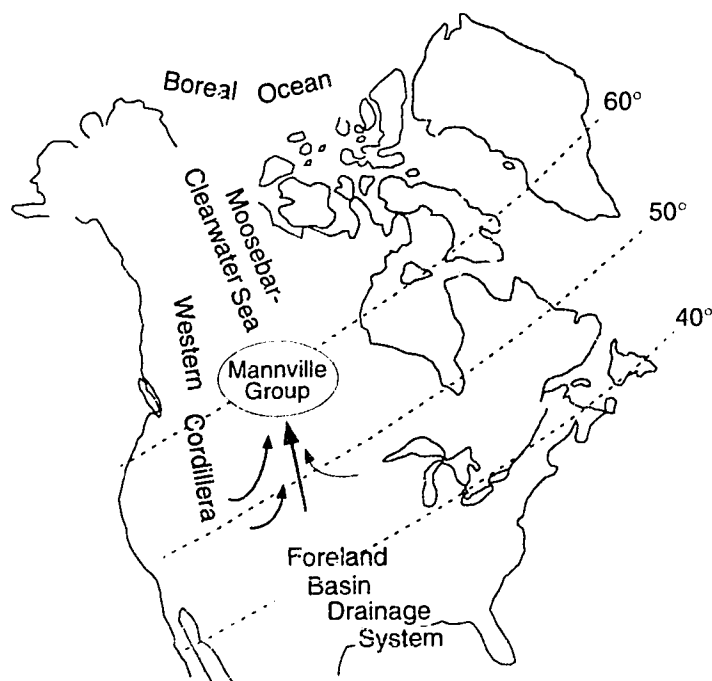 Boreal Ocean
60°
Moosebar-
Clearwater Sea
50°
40°
Western Cordillera
Mannville
Group
Foreland
Basin
Drainage
System